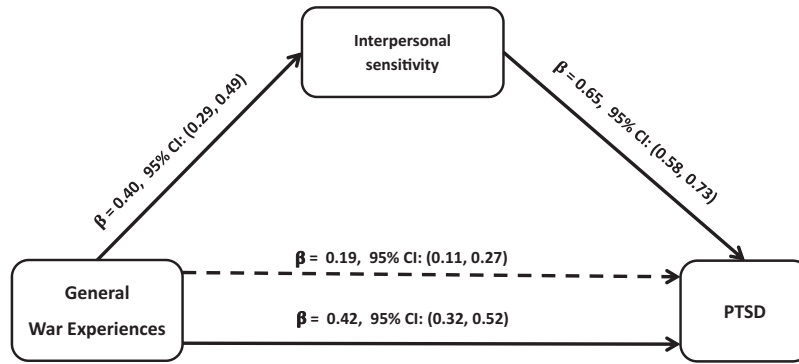 Interpersonal
sensitivity
β = 0.40, 95% CI: (0.29, 0.49)
β = 0.65, 95% CI: (0.58, 0.73)
β = 0.19, 95% CI: (0.11, 0.27)
General
War Experiences
β = 0.42, 95% CI: (0.32, 0.52)
PTSD